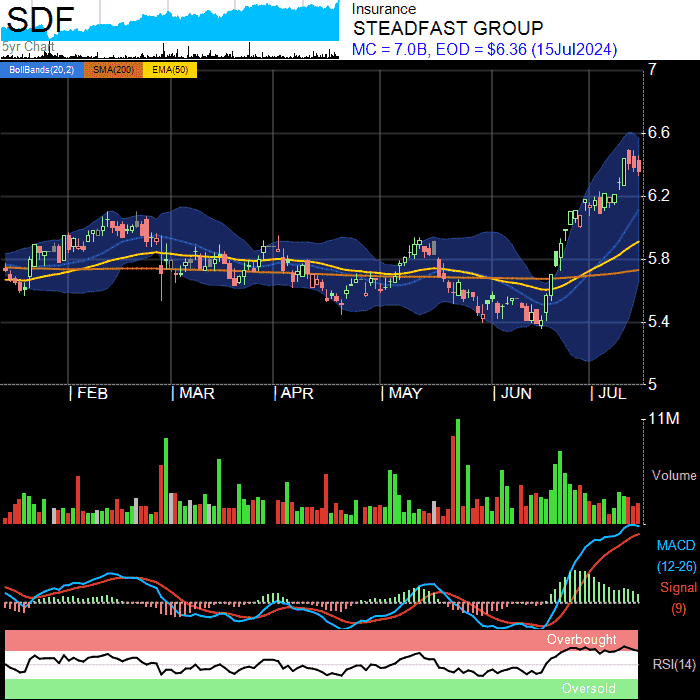 SDF
5yr Chart
Insurance
STEADFAST GROUP
MC = 7.0B, EOD = $6.36 (15Jul2024)
BollBands(20,2) SMA(200) EMA(50)
7
6.6
6.2
5.8
5.4
5
| FEB | MAR | APR | MAY | JUN | JUL
11M
Volume
MACD
(12-26)
Signal
(9)
Overbought
RSI(14)
Oversold